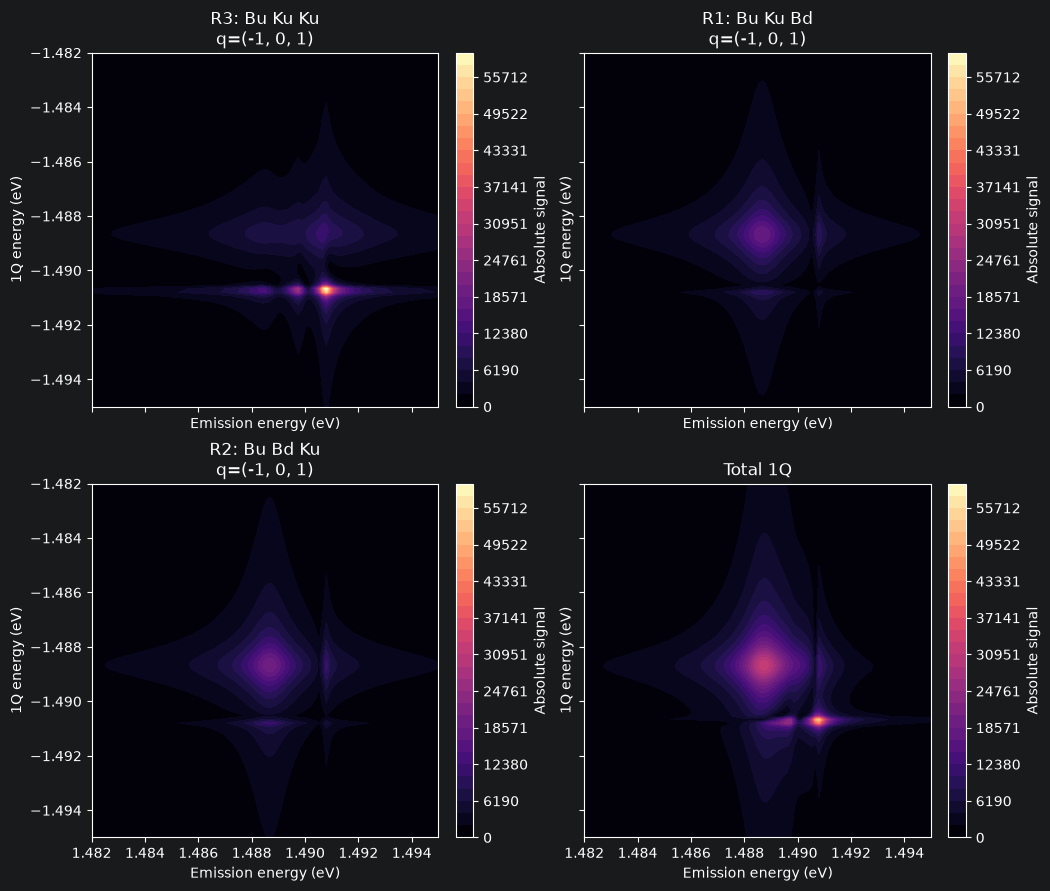 R3: Bu Ku Ku
q=(-1, 0, 1)
−1.482
−1.484
−1.486
−1.488
−1.490
−1.492
−1.494
1Q energy (eV)
Emission energy (eV)
55712
49522
43331
37141
30951
24761
18571
12380
6190
0
Absolute signal
R1: Bu Ku Bd
q=(-1, 0, 1)
1Q energy (eV)
Emission energy (eV)
55712
49522
43331
37141
30951
24761
18571
12380
6190
0
Absolute signal
R2: Bu Bd Ku
q=(-1, 0, 1)
−1.482
−1.484
−1.486
−1.488
−1.490
−1.492
−1.494
1Q energy (eV)
1.482 1.484 1.486 1.488 1.490 1.492 1.494
Emission energy (eV)
55712
49522
43331
37141
30951
24761
18571
12380
6190
0
Absolute signal
Total 1Q
1Q energy (eV)
1.482 1.484 1.486 1.488 1.490 1.492 1.494
Emission energy (eV)
55712
49522
43331
37141
30951
24761
18571
12380
6190
0
Absolute signal